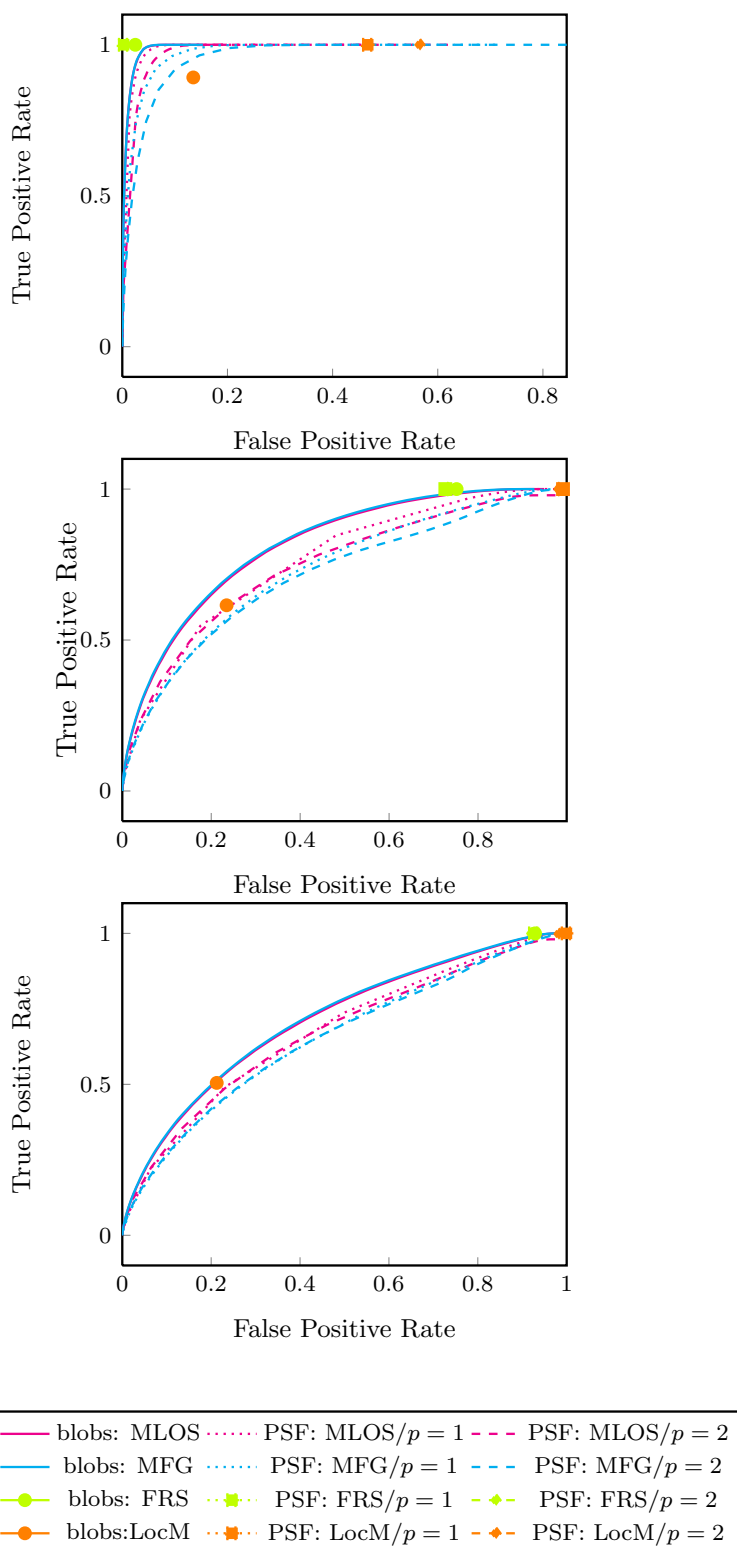 1
0.5
0
True Positive Rate
0 0.2 0.4 0.6 0.8
False Positive Rate
1
0.5
0
True Positive Rate
0 0.2 0.4 0.6 0.8
False Positive Rate
1
0.5
0
True Positive Rate
0 0.2 0.4 0.6 0.8 1
False Positive Rate
blobs: MLOS PSF: MLOS/p = 1 PSF: MLOS/p = 2
blobs: MFG PSF: MFG/p = 1 PSF: MFG/p = 2
blobs: FRS PSF: FRS/p = 1 PSF: FRS/p = 2
blobs:LocM PSF: LocM/p = 1 PSF: LocM/p = 2